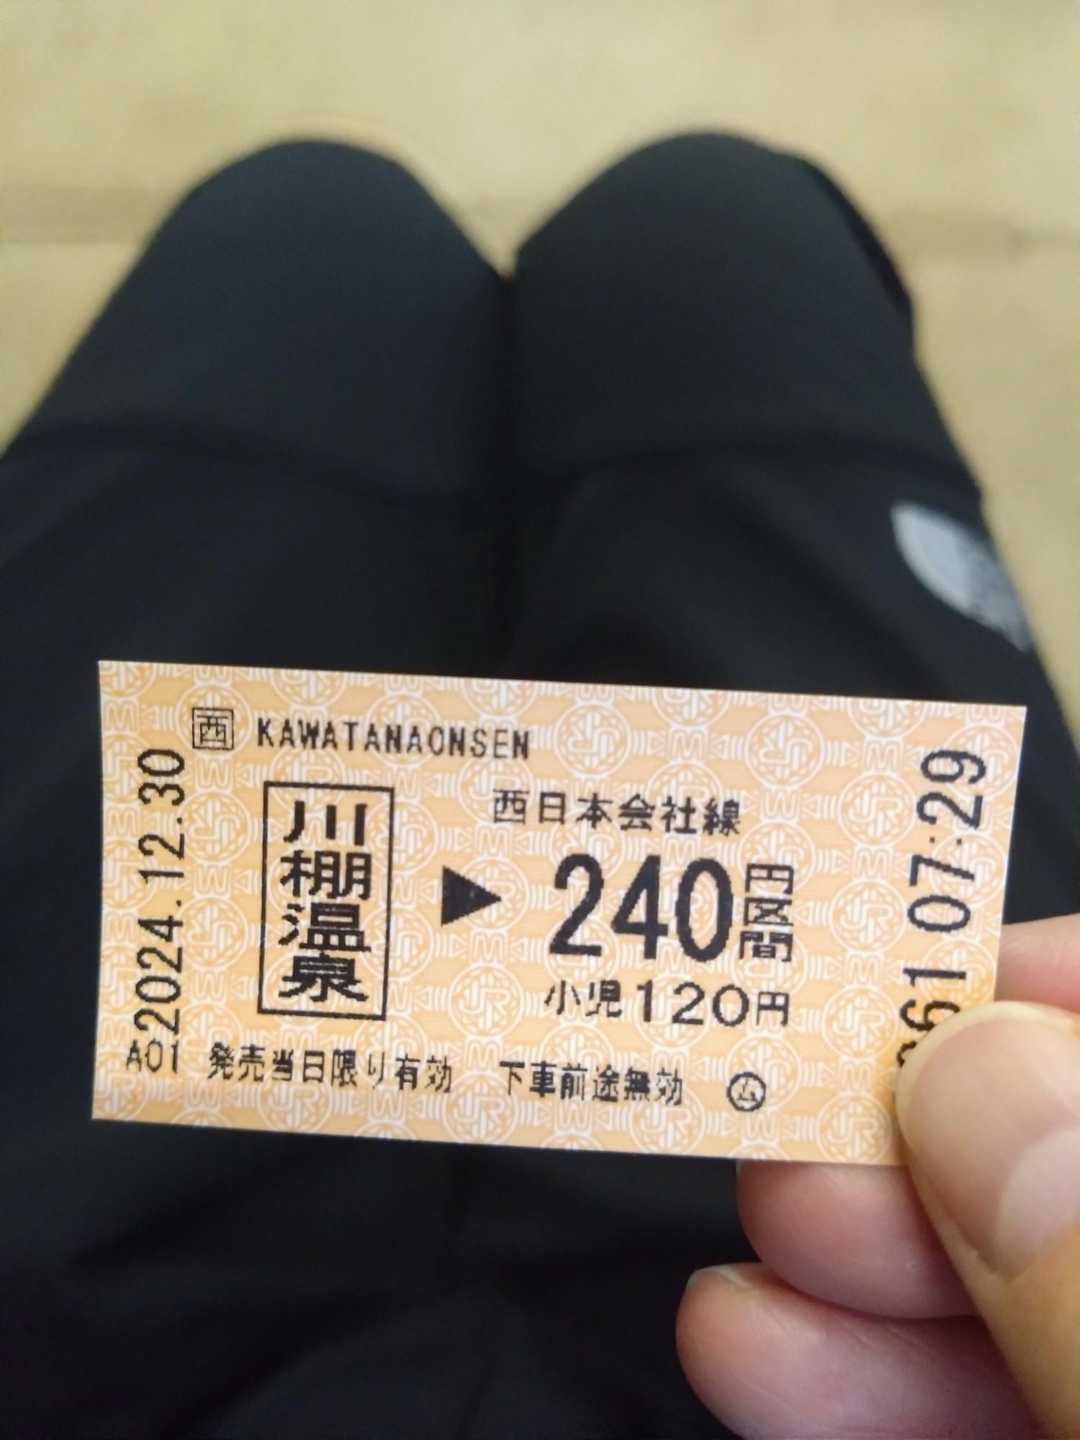 西 KAWATANAONSEN
2024.12.30
川棚温泉
▶
西日本会社線
240円区間
小児120円
61 07:29
A01 発売当日限り有効 下車前途無効 ム